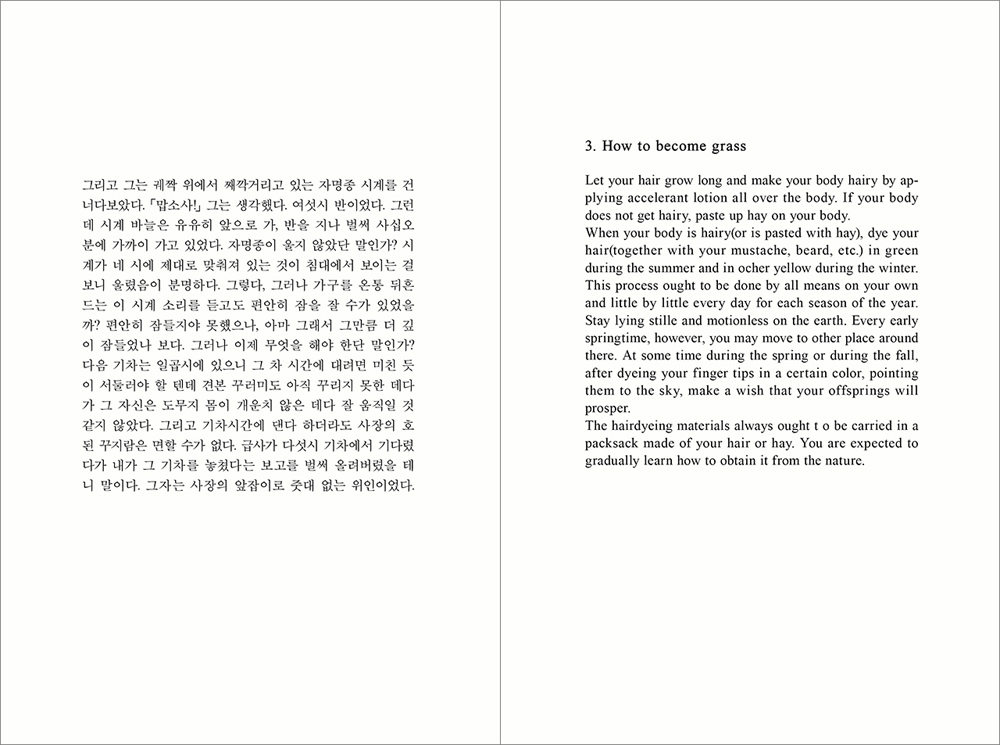 그리고 그는 궤짝 위에서 째깍거리고 있는 자명종 시계를 건
너다보았다. 「맙소사!」 그는 생각했다. 여섯시 반이었다. 그런
데 시계 바늘은 유유히 앞으로 가, 반을 지나 벌써 사십오
분에 가까이 가고 있었다. 자명종이 울지 않았단 말인가? 시
계가 네 시에 제대로 맞춰져 있는 것이 침대에서 보이는 걸
보니 울렸음이 분명하다. 그렇다, 그러나 가구를 온통 뒤흔
드는 이 시계 소리를 듣고도 편안히 잠을 잘 수가 있었을
까? 편안히 잠들지야 못했으나, 아마 그래서 그만큼 더 깊
이 잠들었나 보다. 그러나 이제 무엇을 해야 한단 말인가?
다음 기차는 일곱시에 있으니 그 차 시간에 대려면 미친 듯
이 서둘러야 할 텐데 견본 꾸러미도 아직 꾸리지 못한 데다
가 그 자신은 도무지 몸이 개운치 않은 데다 잘 움직일 것
같지 않았다. 그리고 기차시간에 댄다 하더라도 사장의 호
된 꾸지람은 면할 수가 없다. 급사가 다섯시 기차에서 기다렸
다가 내가 그 기차를 놓쳤다는 보고를 벌써 올려버렸을 테
니 말이다. 그자는 사장의 앞잡이로 줏대 없는 위인이었다.
3. How to become grass
Let your hair grow long and make your body hairy by ap-
plying accelerant lotion all over the body. If your body
does not get hairy, paste up hay on your body.
When your body is hairy(or is pasted with hay), dye your
hair(together with your mustache, beard, etc.) in green
during the summer and in ocher yellow during the winter.
This process ought to be done by all means on your own
and little by little every day for each season of the year.
Stay lying stille and motionless on the earth. Every early
springtime, however, you may move to other place around
there. At some time during the spring or during the fall,
after dyeing your finger tips in a certain color, pointing
them to the sky, make a wish that your offsprings will
prosper.
The hairdyeing materials always ought t o be carried in a
packsack made of your hair or hay. You are expected to
gradually learn how to obtain it from the nature.